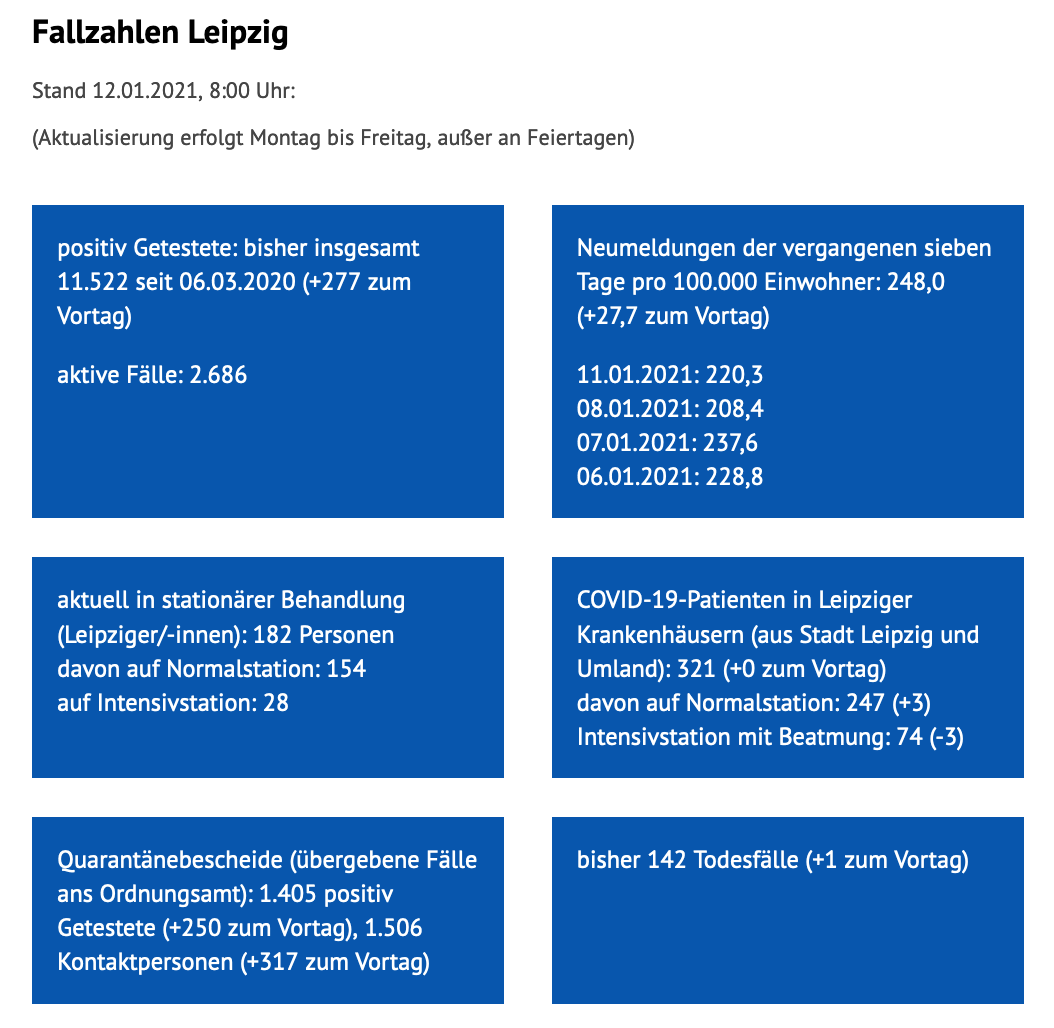 Fallzahlen Leipzig
Stand 12.01.2021, 8:00 Uhr:
(Aktualisierung erfolgt Montag bis Freitag, außer an Feiertagen)
positiv Getestete: bisher insgesamt
11.522 seit 06.03.2020 (+277 zum
Vortag)
aktive Fälle: 2.686
Neumeldungen der vergangenen sieben
Tage pro 100.000 Einwohner: 248,0
(+27,7 zum Vortag)
11.01.2021: 220,3
08.01.2021: 208,4
07.01.2021: 237,6
06.01.2021: 228,8
aktuell in stationärer Behandlung
(Leipziger/-innen): 182 Personen
davon auf Normalstation: 154
auf Intensivstation: 28
COVID-19-Patienten in Leipziger
Krankenhäusern (aus Stadt Leipzig und
Umland): 321 (+0 zum Vortag)
davon auf Normalstation: 247 (+3)
Intensivstation mit Beatmung: 74 (-3)
Quarantänebescheide (übergebene Fälle
ans Ordnungsamt): 1.405 positiv
Getestete (+250 zum Vortag), 1.506
Kontaktpersonen (+317 zum Vortag)
bisher 142 Todesfälle (+1 zum Vortag)